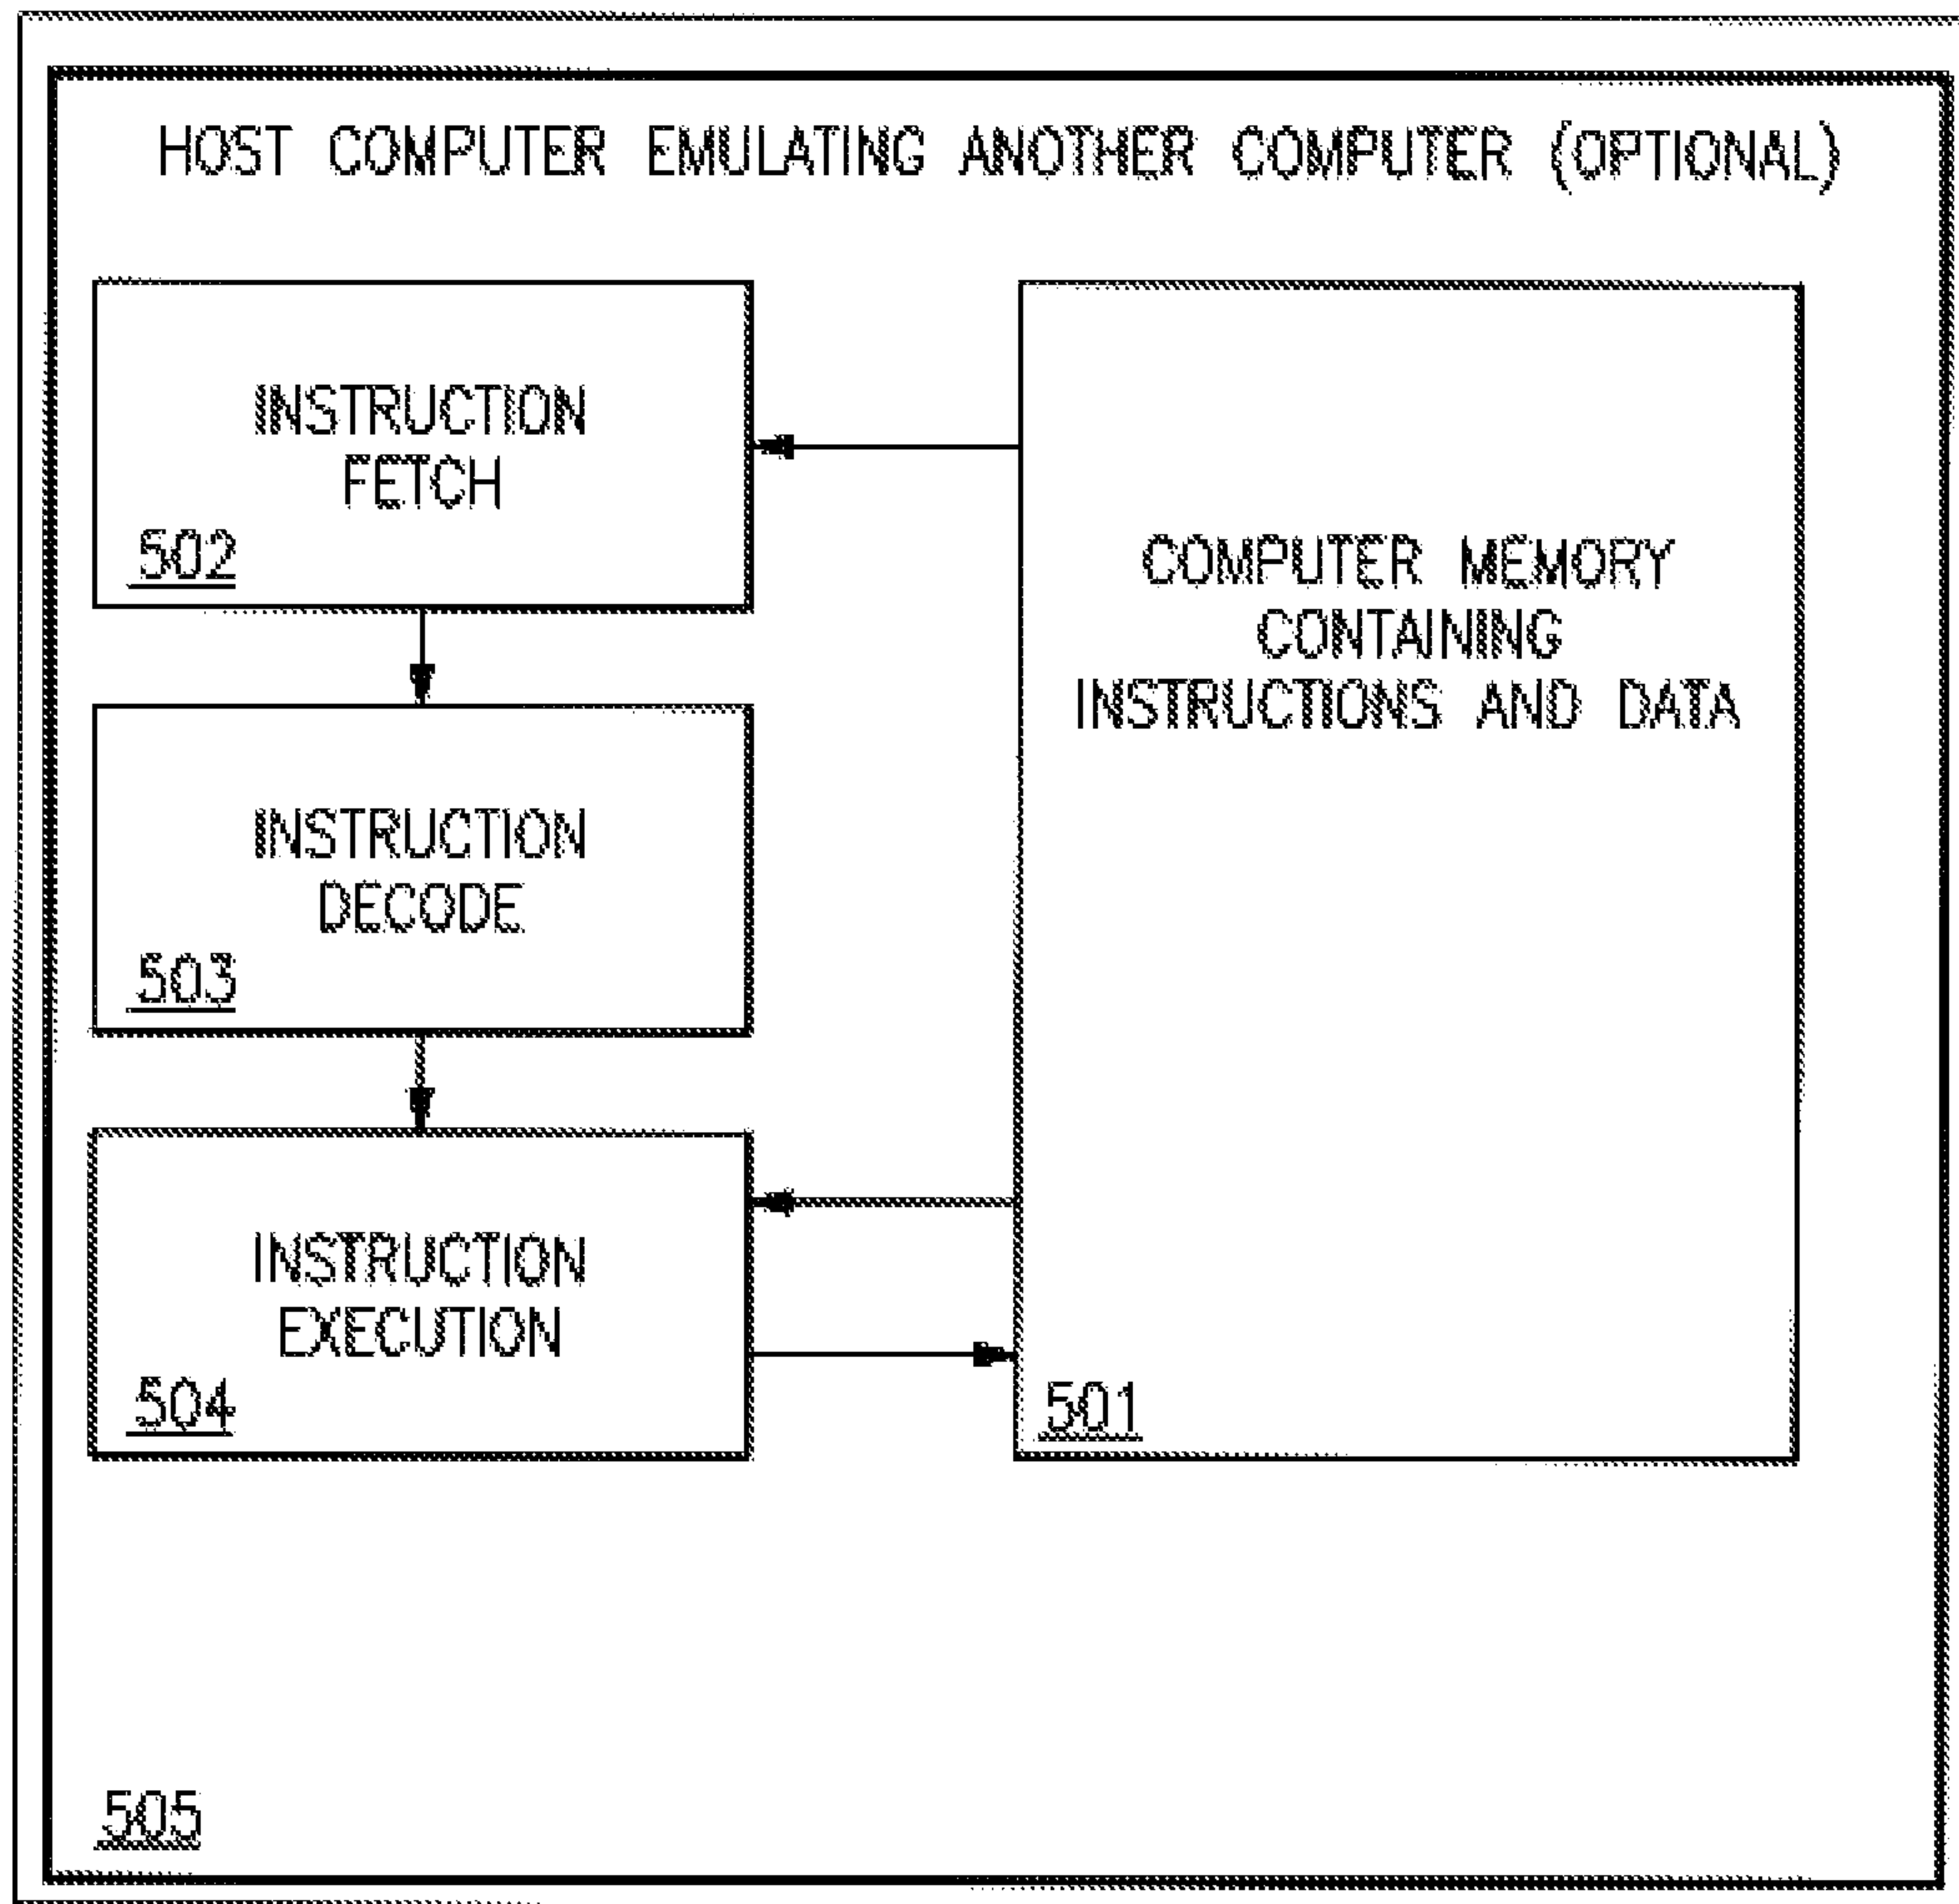 HOST COMPUTER EMULATING ANOTHER COMPUTER (OPTIONAL)
INSTRUCTION
FETCH
502
COMPUTER MEMORY
CONTAINING
INSTRUCTIONS AND DATA
INSTRUCTION
DECODE
503
INSTRUCTION
EXECUTION
504
501
505